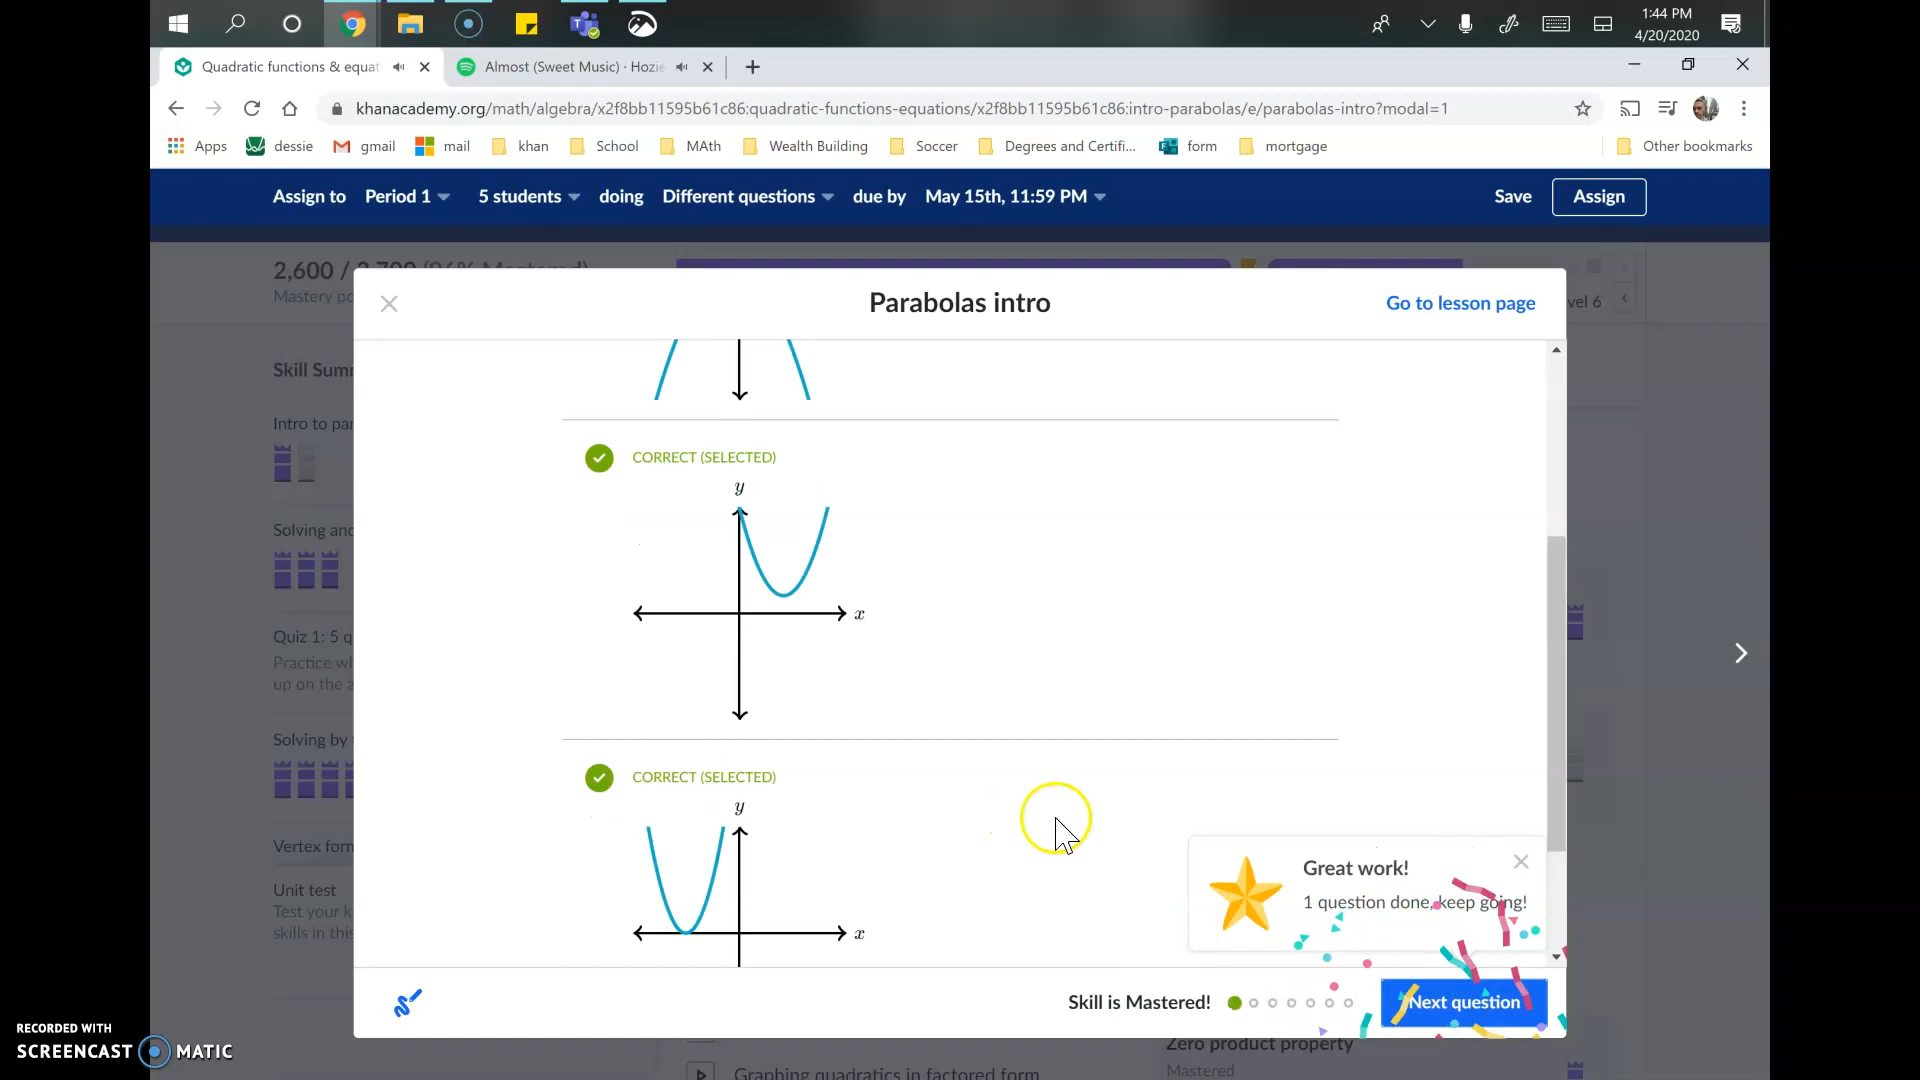 1:44 PM
4/20/2020
Quadratic functions & equat
Almost (Sweet Music) · Hozie
khanacademy.org/math/algebra/x2f8bb11595b61c86:quadratic-functions-equations/x2f8bb11595b61c86:intro-parabolas/e/parabolas-intro?modal=1
Apps dessie gmail mail khan School MAth Wealth Building Soccer Degrees and Certifi... form mortgage Other bookmarks
Assign to Period 1 5 students doing Different questions due by May 15th, 11:59 PM Save Assign
2,600 / 2,700 (96% Mastered)
Mastery po
vel 6
Parabolas intro
Go to lesson page
Skill Summ
Intro to par
CORRECT (SELECTED)
y
x
Solving and
Quiz 1: 5 q
Practice wh
up on the a
Solving by
CORRECT (SELECTED)
y
x
Vertex form
Unit test
Test your k
skills in this
Great work!
1 question done, keep going!
Skill is Mastered!
Next question
Zero product property
Mastered
Graphing quadratics in factored form
RECORDED WITH
SCREENCAST MATIC